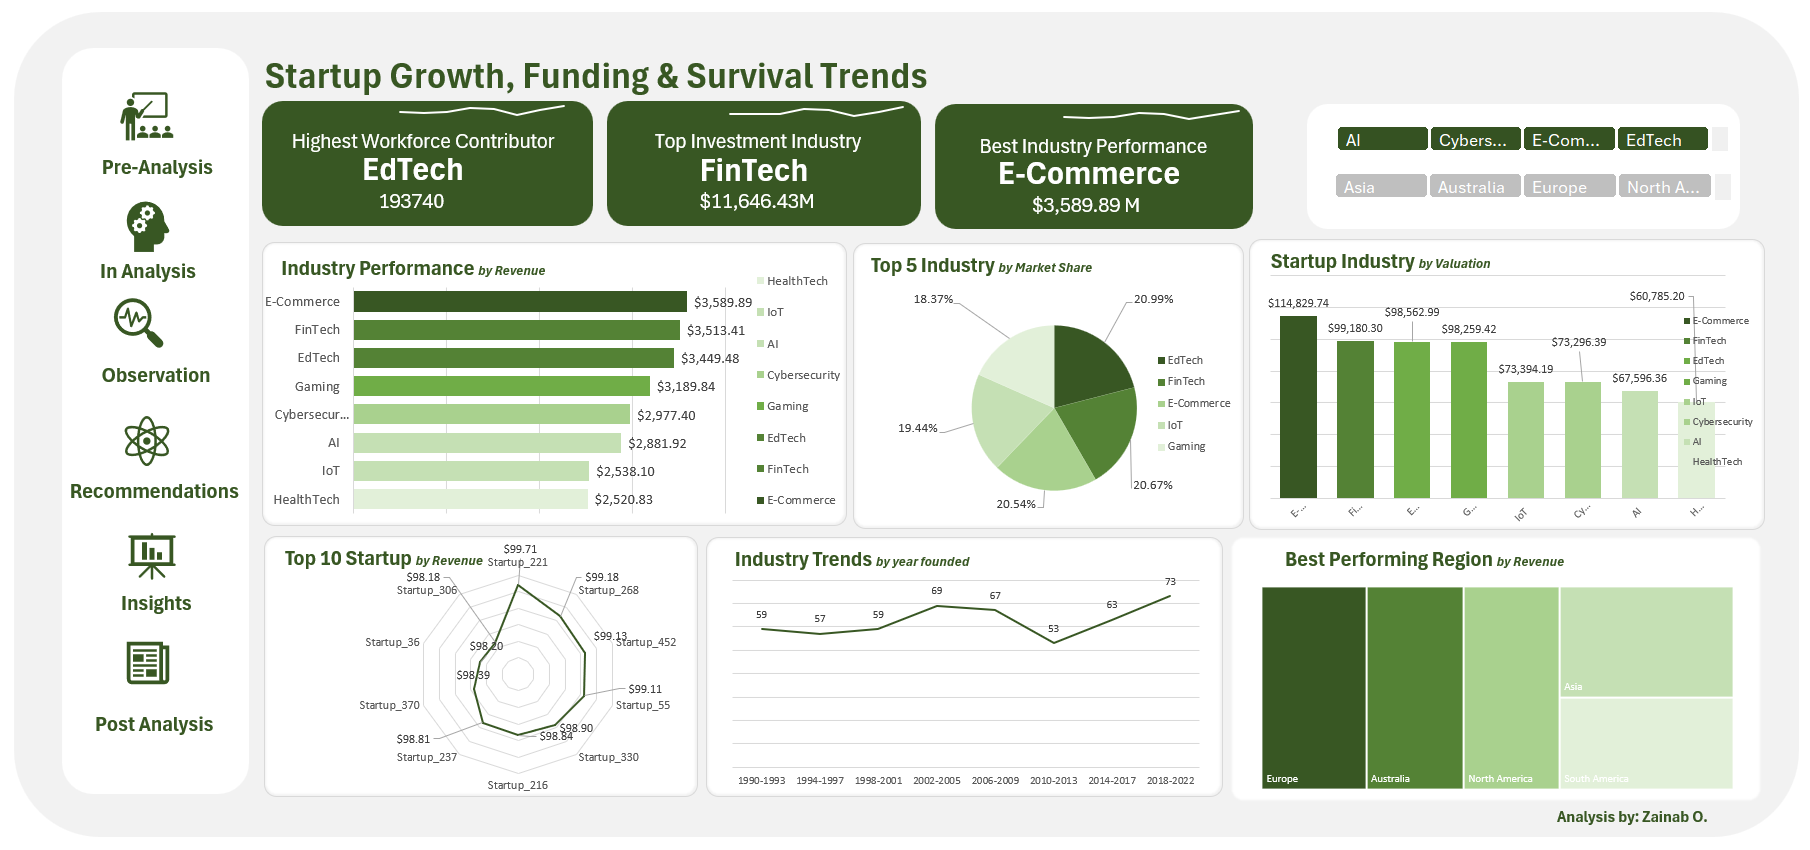 Startup Growth, Funding & Survival Trends
Pre-Analysis
In Analysis
Observation
Recommendations
Insights
Post Analysis
Highest Workforce Contributor
EdTech
193740
Top Investment Industry
FinTech
$11,646.43M
Best Industry Performance
E-Commerce
$3,589.89 M
AI
Cybers...
E-Com...
EdTech
Asia
Australia
Europe
North A...
Industry Performance by Revenue
E-Commerce
$3,589.89
FinTech
$3,513.41
EdTech
$3,449.48
Gaming
$3,189.84
Cybersecur...
$2,977.40
AI
$2,881.92
IoT
$2,538.10
HealthTech
$2,520.83
HealthTech
IoT
AI
Cybersecurity
Gaming
EdTech
FinTech
E-Commerce
Top 5 Industry by Market Share
18.37%
20.99%
19.44%
20.67%
20.54%
EdTech
FinTech
E-Commerce
IoT
Gaming
Startup Industry by Valuation
$114,829.74
$99,180.30
$98,562.99
$98,259.42
$73,394.19
$73,296.39
$67,596.36
$60,785.20
E-...
Fi...
E...
G...
IoT
Cy...
AI
H...
E-Commerce
FinTech
EdTech
Gaming
IoT
Cybersecurity
AI
HealthTech
Top 10 Startup by Revenue
$99.71
Startup_221
$99.18
Startup_268
$99.13
Startup_452
$99.11
Startup_55
$98.90
Startup_330
$98.84
Startup_216
$98.81
Startup_237
$98.39
Startup_370
$98.20
Startup_36
$98.18
Startup_306
Industry Trends by year founded
59
57
59
69
67
53
63
73
1990-1993
1994-1997
1998-2001
2002-2005
2006-2009
2010-2013
2014-2017
2018-2022
Best Performing Region by Revenue
Europe
Australia
North America
Asia
South America
Analysis by: Zainab O.